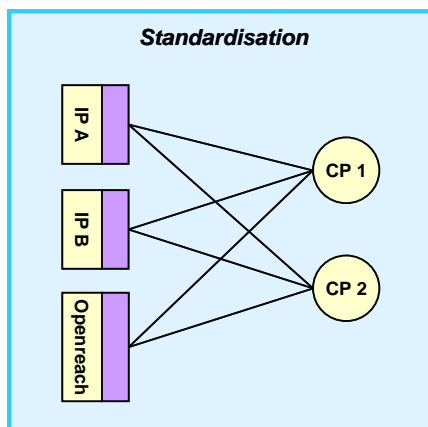 Standardisation
IP A
CP 1
IP B
CP 2
Openreach